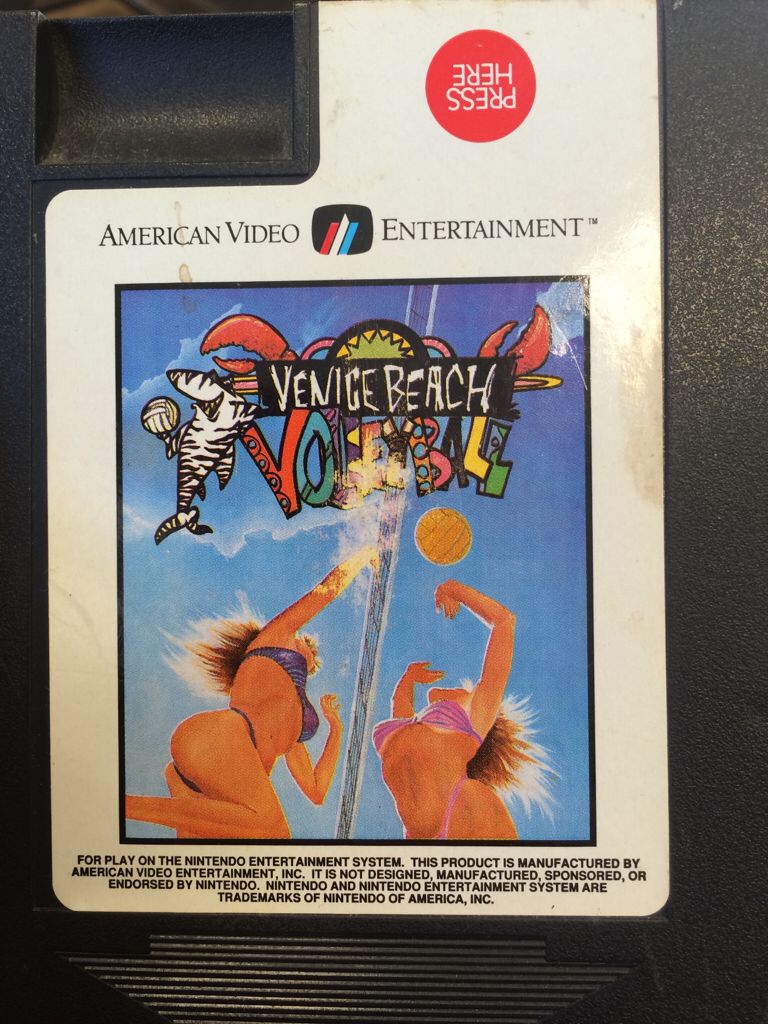 PRESS
HERE
AMERICAN VIDEO ENTERTAINMENT™
VENICE BEACH
VOLLEYBALL
FOR PLAY ON THE NINTENDO ENTERTAINMENT SYSTEM. THIS PRODUCT IS MANUFACTURED BY
AMERICAN VIDEO ENTERTAINMENT, INC. IT IS NOT DESIGNED, MANUFACTURED, SPONSORED, OR
ENDORSED BY NINTENDO. NINTENDO AND NINTENDO ENTERTAINMENT SYSTEM ARE
TRADEMARKS OF NINTENDO OF AMERICA, INC.